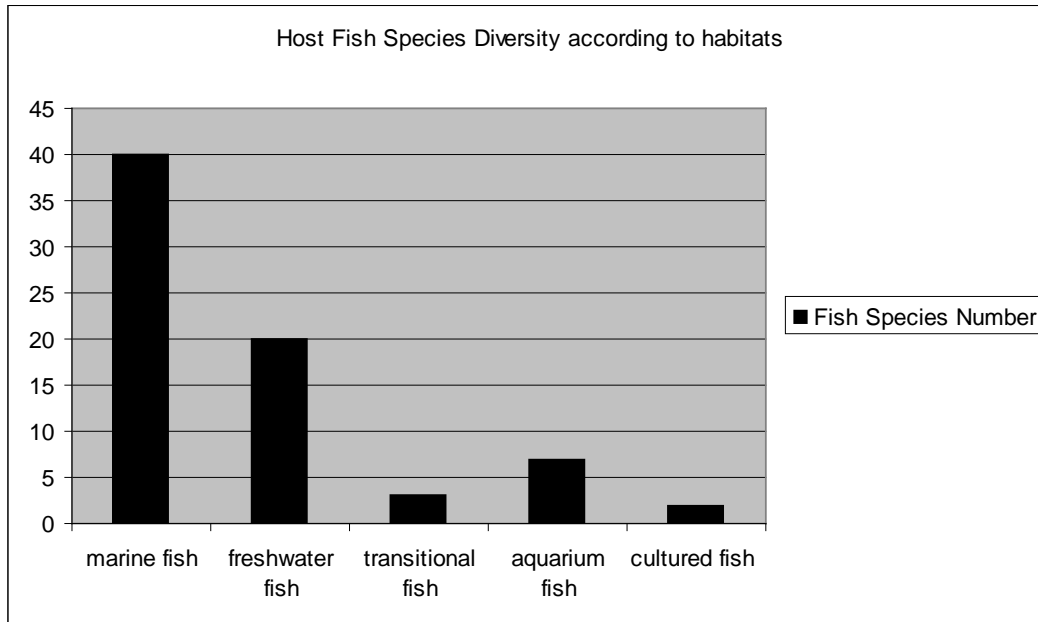 Host Fish Species Diversity according to habitats
45
40
35
30
25
20
15
10
5
0
marine fish
freshwater
fish
transitional
fish
aquarium
fish
cultured fish
Fish Species Number